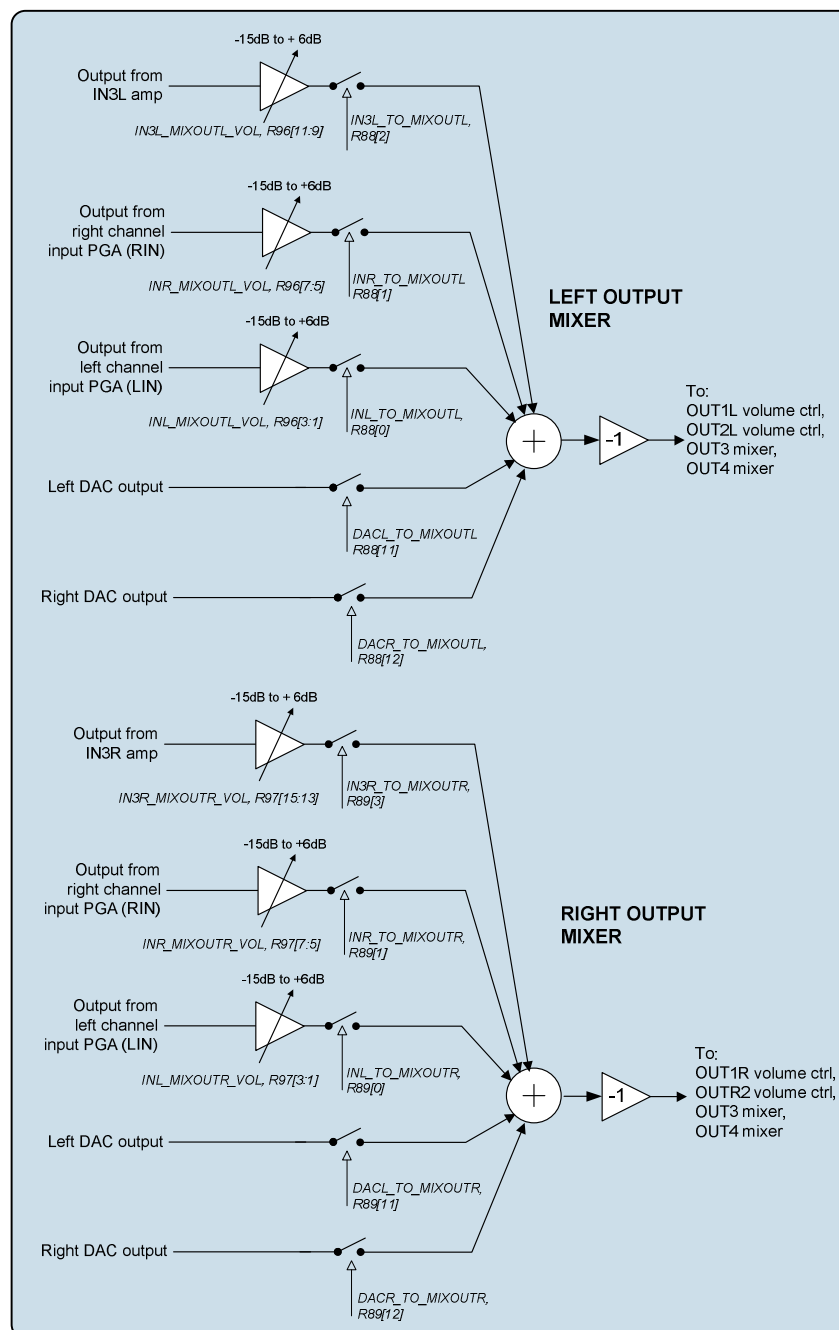 -15dB to + 6dB
Output from
IN3L amp
IN3L_MIXOUTL_VOL, R96[11:9]
IN3L_TO_MIXOUTL,
R88[2]
-15dB to +6dB
Output from
right channel
input PGA (RIN)
INR_MIXOUTL_VOL, R96[7:5]
INR_TO_MIXOUTL
R88[1]
LEFT OUTPUT
MIXER
-15dB to +6dB
Output from
left channel
input PGA (LIN)
INL_MIXOUTL_VOL, R96[3:1]
INL_TO_MIXOUTL,
R88[0]
+
-1
To:
OUT1L volume ctrl,
OUT2L volume ctrl,
OUT3 mixer,
OUT4 mixer
Left DAC output
DACL_TO_MIXOUTL
R88[11]
Right DAC output
DACR_TO_MIXOUTL,
R88[12]
-15dB to + 6dB
Output from
IN3R amp
IN3R_MIXOUTR_VOL, R97[15:13]
IN3R_TO_MIXOUTR,
R89[3]
-15dB to +6dB
Output from
right channel
input PGA (RIN)
INR_MIXOUTR_VOL, R97[7:5]
INR_TO_MIXOUTR,
R89[1]
RIGHT OUTPUT
MIXER
-15dB to +6dB
Output from
left channel
input PGA (LIN)
INL_MIXOUTR_VOL, R97[3:1]
INL_TO_MIXOUTR,
R89[0]
+
-1
To:
OUT1R volume ctrl,
OUTR2 volume ctrl,
OUT3 mixer,
OUT4 mixer
Left DAC output
DACL_TO_MIXOUTR,
R89[11]
Right DAC output
DACR_TO_MIXOUTR,
R89[12]